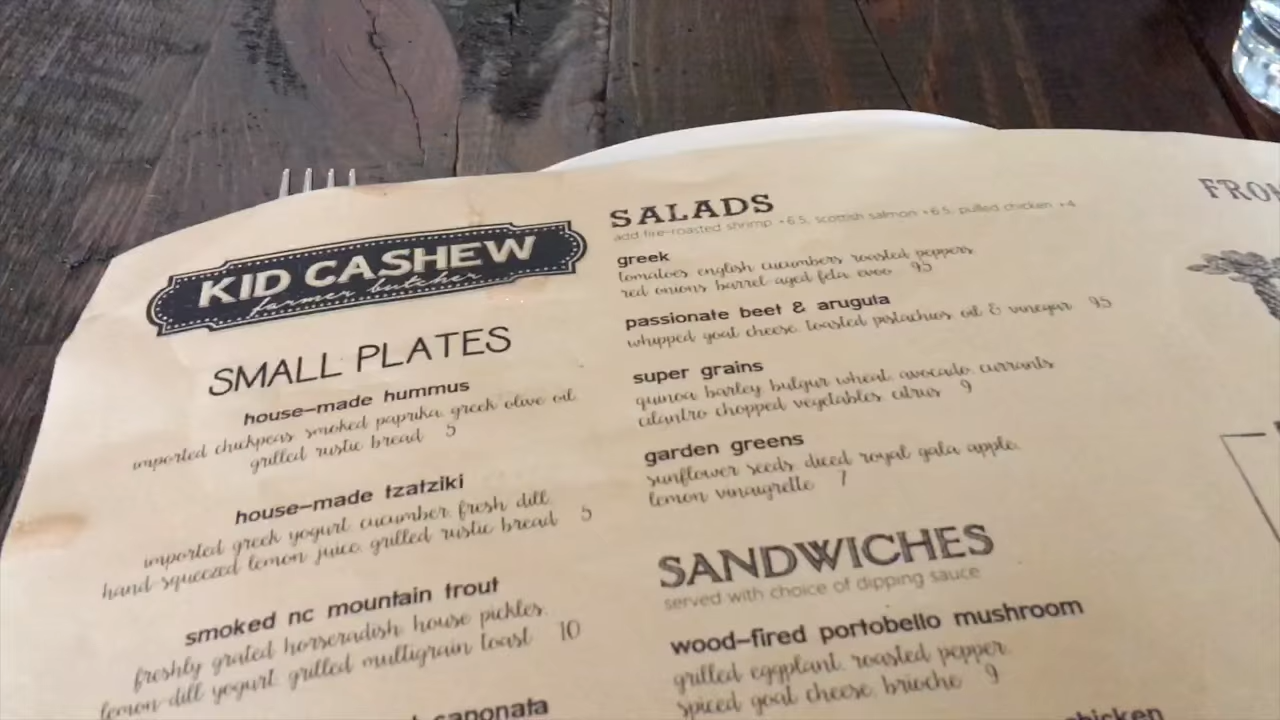 KID CASHEW
farmer butcher
SMALL PLATES
house-made hummus
imported chickpeas smoked paprika greek olive oil
grilled rustic bread 5
house-made tzatziki
imported greek yogurt cucumber fresh dill
hand-squeezed lemon juice grilled rustic bread 5
smoked nc mountain trout
freshly grated horseradish house pickles
lemon-dill yogurt grilled multigrain toast 10
caponata
SALADS
add fire-roasted shrimp +6.5, scottish salmon +6.5, pulled chicken +4
greek
tomatoes english cucumbers roasted peppers
red onions barrel aged feta evoo 9.5
passionate beet & arugula
whipped goat cheese toasted pistachios oil & vinegar 9.5
super grains
quinoa barley bulgur wheat avocado currants
cilantro chopped vegetables citrus 9
garden greens
sunflower seeds diced royal gala apple
lemon vinaigrette 7
SANDWICHES
served with choice of dipping sauce
wood-fired portobello mushroom
grilled eggplant roasted pepper
spiced goat cheese brioche 9
chicken